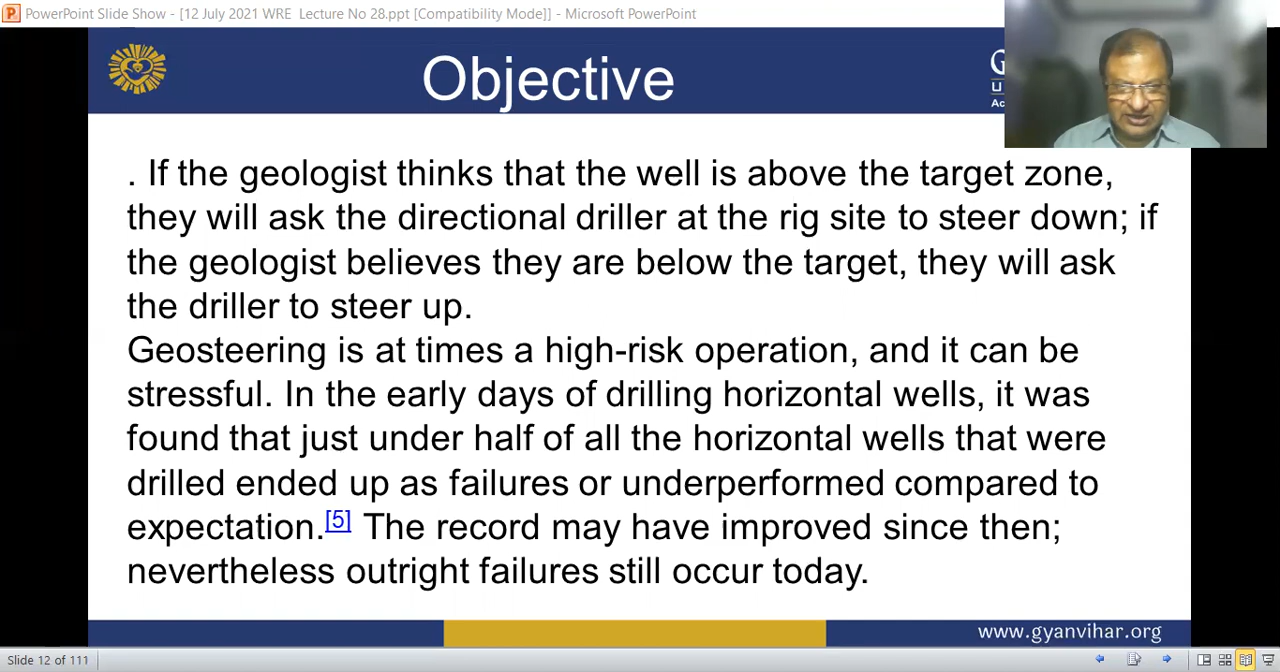 PowerPoint Slide Show - [12 July 2021 WRE Lecture No 28.ppt [Compatibility Mode]] - Microsoft PowerPoint
Objective
. If the geologist thinks that the well is above the target zone,
they will ask the directional driller at the rig site to steer down; if
the geologist believes they are below the target, they will ask
the driller to steer up.
Geosteering is at times a high-risk operation, and it can be
stressful. In the early days of drilling horizontal wells, it was
found that just under half of all the horizontal wells that were
drilled ended up as failures or underperformed compared to
expectation.[5] The record may have improved since then;
nevertheless outright failures still occur today.
www.gyanvihar.org
Slide 12 of 111